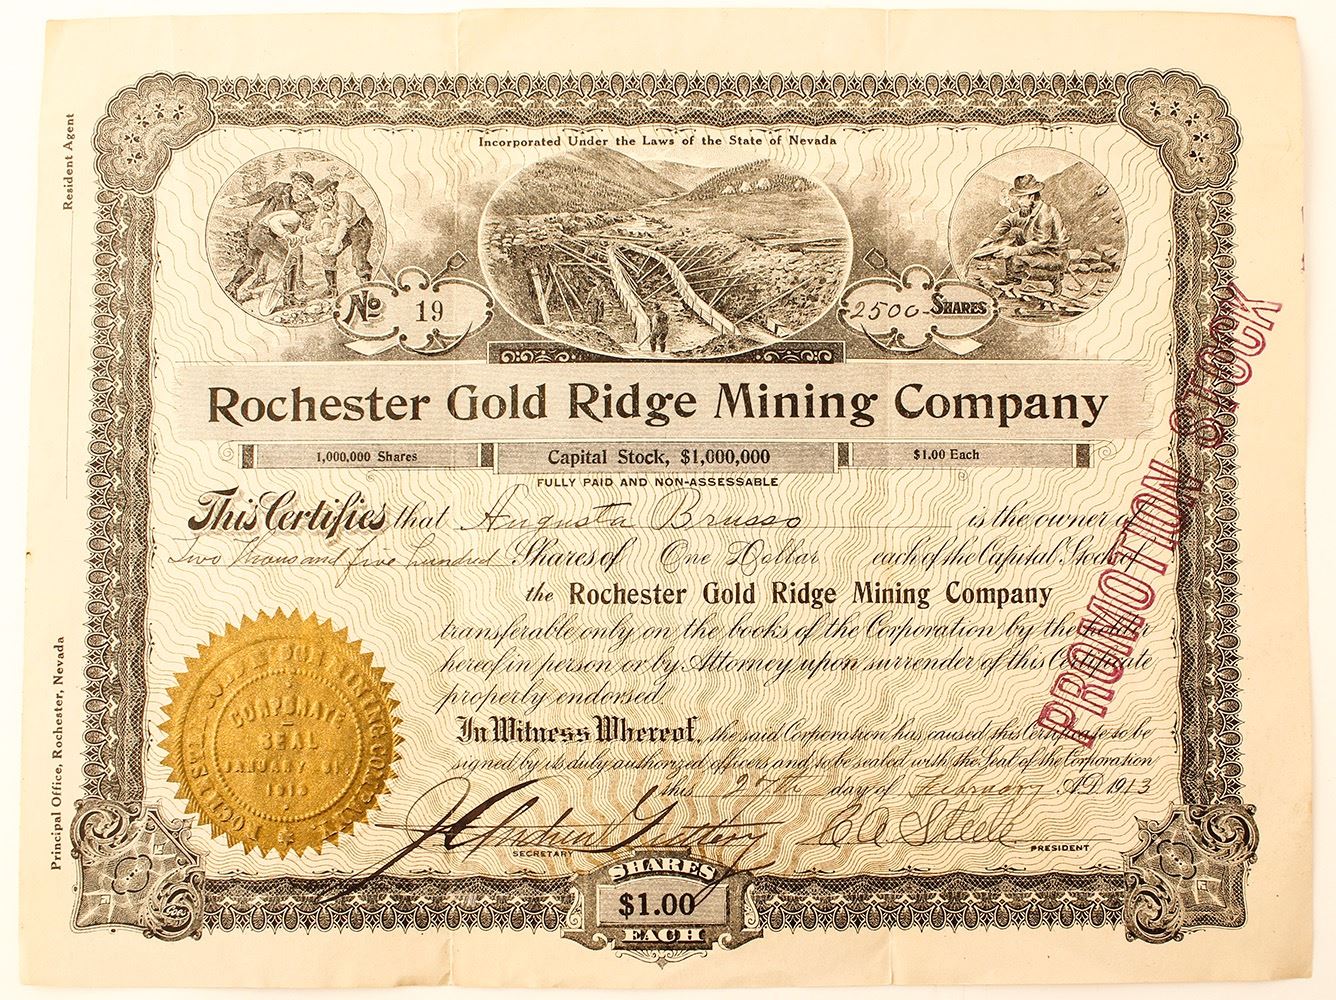 Incorporated Under the Laws of the State of Nevada
No 19
2500 SHARES
Rochester Gold Ridge Mining Company
1,000,000 Shares
Capital Stock, $1,000,000
$1.00 Each
FULLY PAID AND NON-ASSESSABLE
This Certifies that Augusta Brusso is the owner of
Two thousand five hundred Shares of One Dollar each of the Capital Stock of
the Rochester Gold Ridge Mining Company
transferable only on the books of the Corporation by the holder
hereof in person or by Attorney upon surrender of this Certificate
properly endorsed.
In Witness Whereof, the said Corporation has caused this Certificate to be
signed by its duly authorized officers and to be sealed with the Seal of the Corporation
this 27th day of February A.D. 1913
E A Steele
SECRETARY
PRESIDENT
SHARES
$1.00
EACH
CORPORATE
SEAL
JANUARY
1913
PROMOTION STOCK
Resident Agent
Principal Office, Rochester, Nevada
Goes